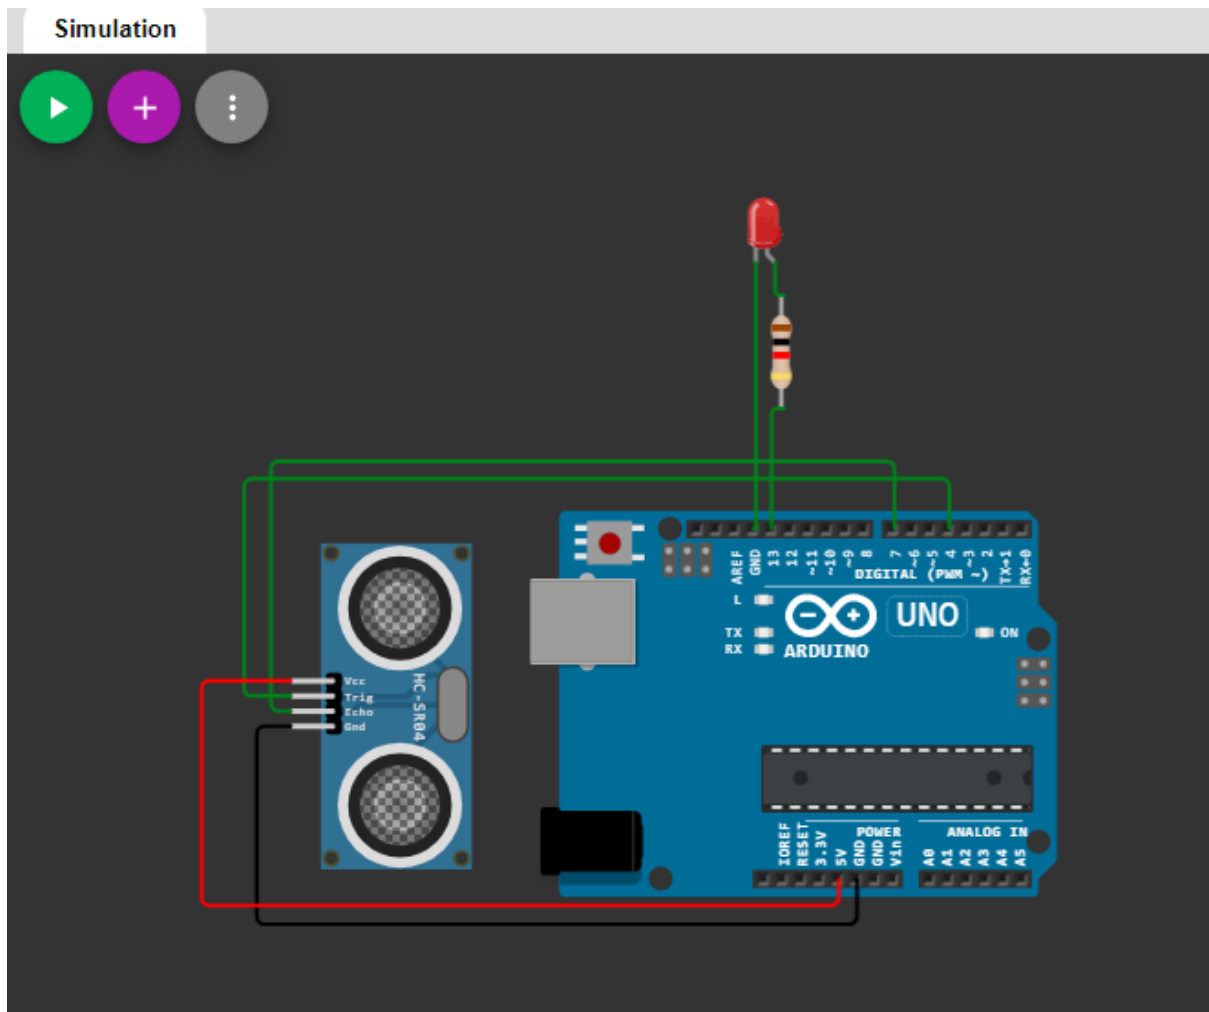 Simulation
AREF
GND
13
12
~11
~10
~9
8
7
~6
~5
4
~3
2
TX→1
RX←0
DIGITAL (PWM ~)
L
TX
RX
UNO
ON
ARDUINO
Vcc
Trig
Echo
Gnd
HC-SR04
IOREF
RESET
3.3V
5V
GND
GND
Vin
POWER
ANALOG IN
A0
A1
A2
A3
A4
A5